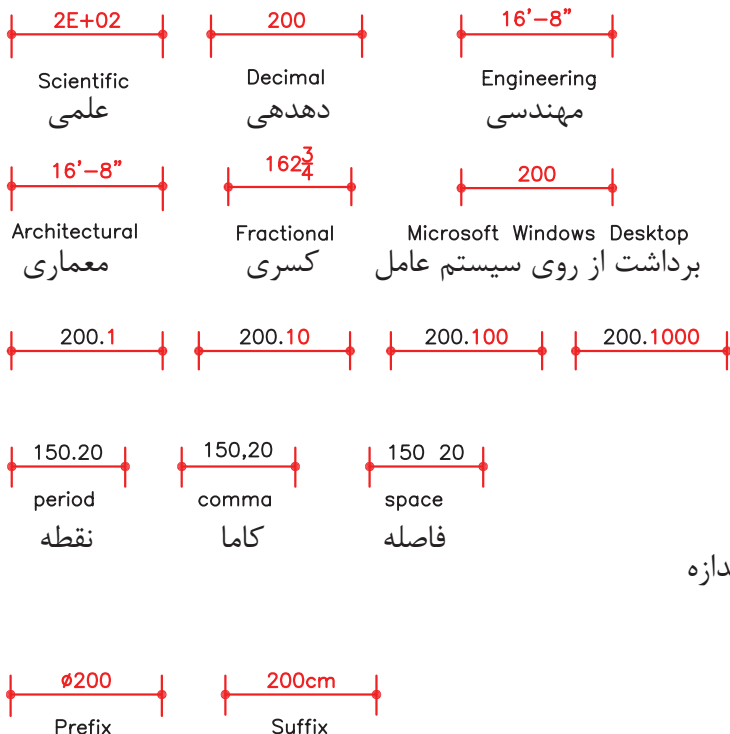 2E+02 200 16’–8”
Scientific Decimal Engineering
علمی دهدهی مهندسی
16’–8” 162 3/4 200
Architectural Fractional Microsoft Windows Desktop
معماری کسری برداشت از روی سیستم عامل
200.1 200.10 200.100 200.1000
150.20 150,20 150 20
period comma space
نقطه کاما فاصله
ø200 200cm
Prefix Suffix